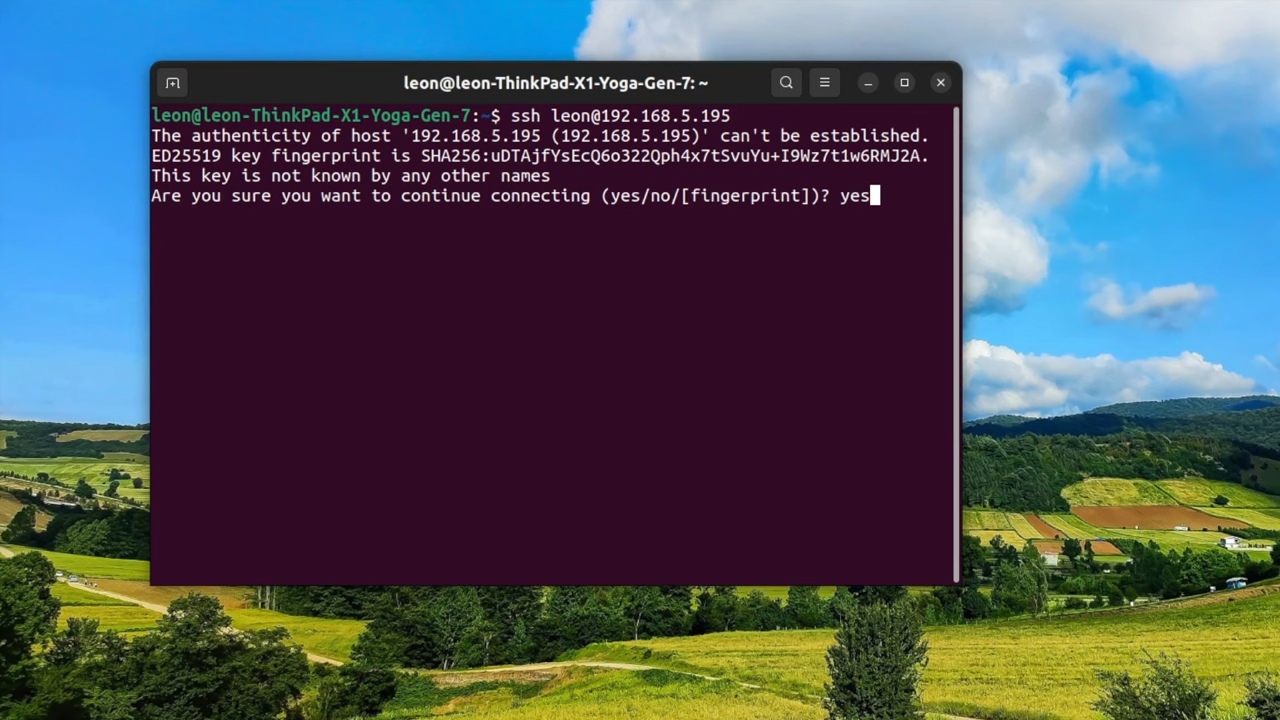 leon@leon-ThinkPad-X1-Yoga-Gen-7: ~
leon@leon-ThinkPad-X1-Yoga-Gen-7:~$ ssh leon@192.168.5.195
The authenticity of host '192.168.5.195 (192.168.5.195)' can't be established.
ED25519 key fingerprint is SHA256:uDTAjfYsEcQ6o322Qph4x7tSvuYu+I9Wz7t1w6RMJ2A.
This key is not known by any other names
Are you sure you want to continue connecting (yes/no/[fingerprint])? yes